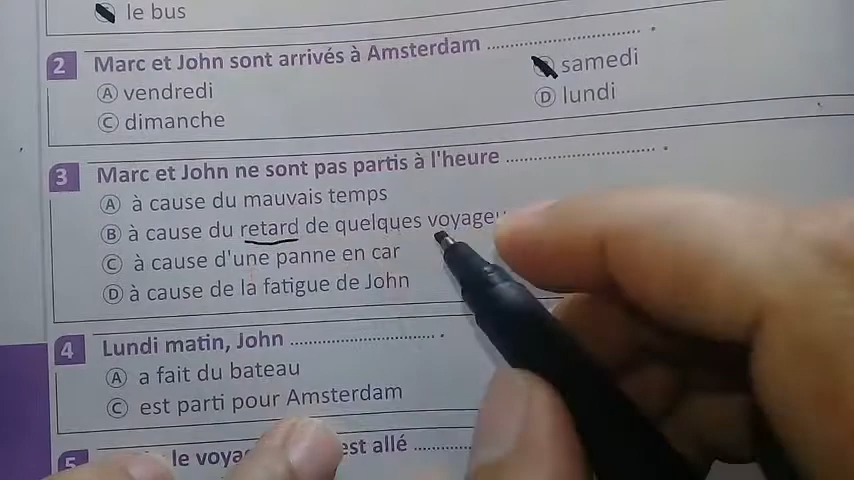 le bus
2 Marc et John sont arrivés à Amsterdam .
A vendredi
samedi
C dimanche
D lundi
3 Marc et John ne sont pas partis à l'heure .
A à cause du mauvais temps
B à cause du retard de quelques
C à cause d'une panne en car
D à cause de la fatigue de John
4 Lundi matin, John .
A a fait du bateau
C est parti pour Amsterdam
5 le est allé